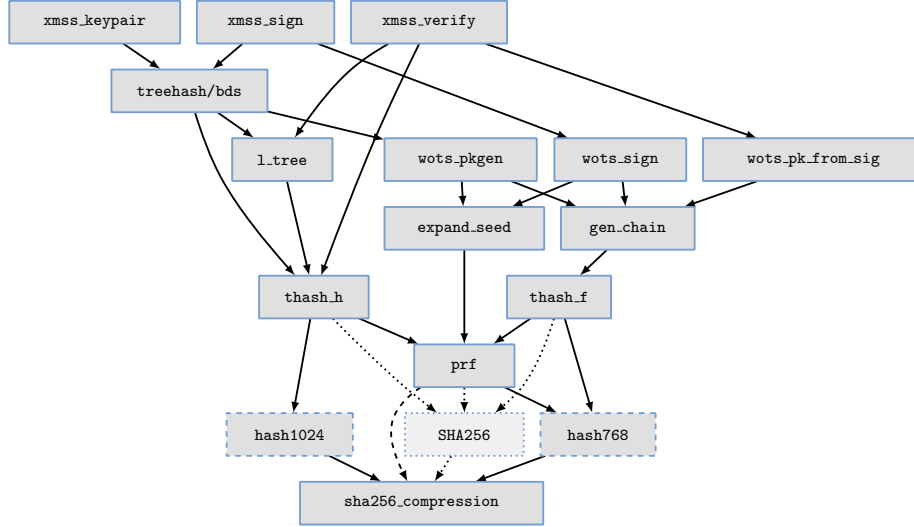 xmss_keypair
xmss_sign
xmss_verify
treehash/bds
l_tree
wots_pkgen
wots_sign
wots_pk_from_sig
expand_seed
gen_chain
thash_h
thash_f
prf
hash1024
SHA256
hash768
sha256_compression